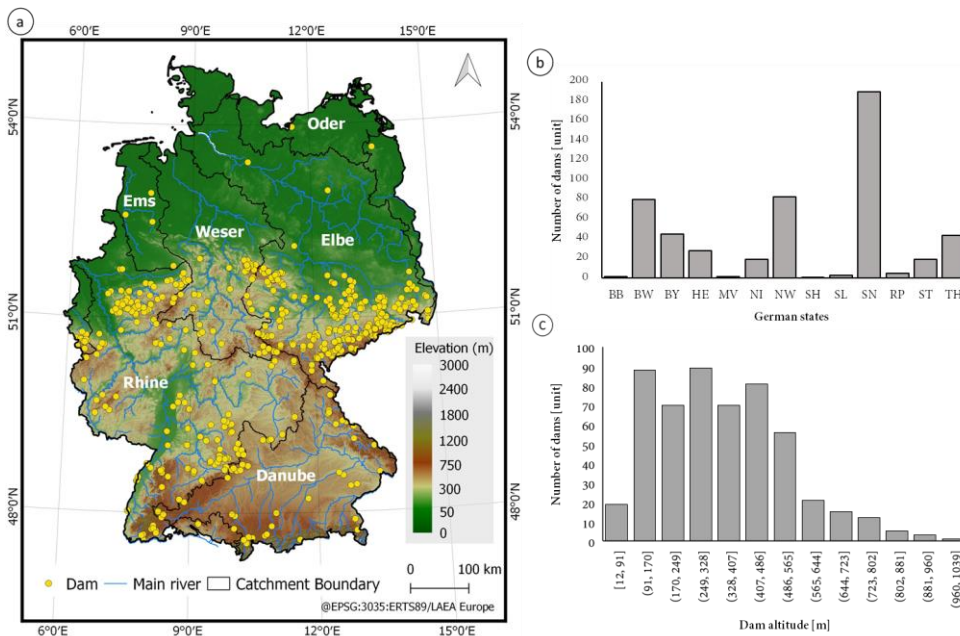 a
6°0'E 9°0'E 12°0'E 15°0'E
54°0'N 54°0'N
51°0'N 51°0'N
48°0'N 48°0'N
Oder
Ems
Weser
Elbe
Rhine
Danube
Elevation (m)
3000
2400
1800
1200
750
300
50
0
Dam Main river Catchment Boundary
0 100 km
@EPSG:3035:ERTS89/LAEA Europe
6°0'E 9°0'E 12°0'E 15°0'E
b
Number of dams [unit]
200
180
160
140
120
100
80
60
40
20
0
BB BW BY HE MV NI NW SH SL SN RP ST TH
German states
c
Number of dams [unit]
100
90
80
70
60
50
40
30
20
10
0
[12, 91] (91, 170] (170, 249] (249, 328] (328, 407] (407, 486] (486, 565] (565, 644] (644, 723] (723, 802] (802, 881] (881, 960] (960, 1039]
Dam altitude [m]